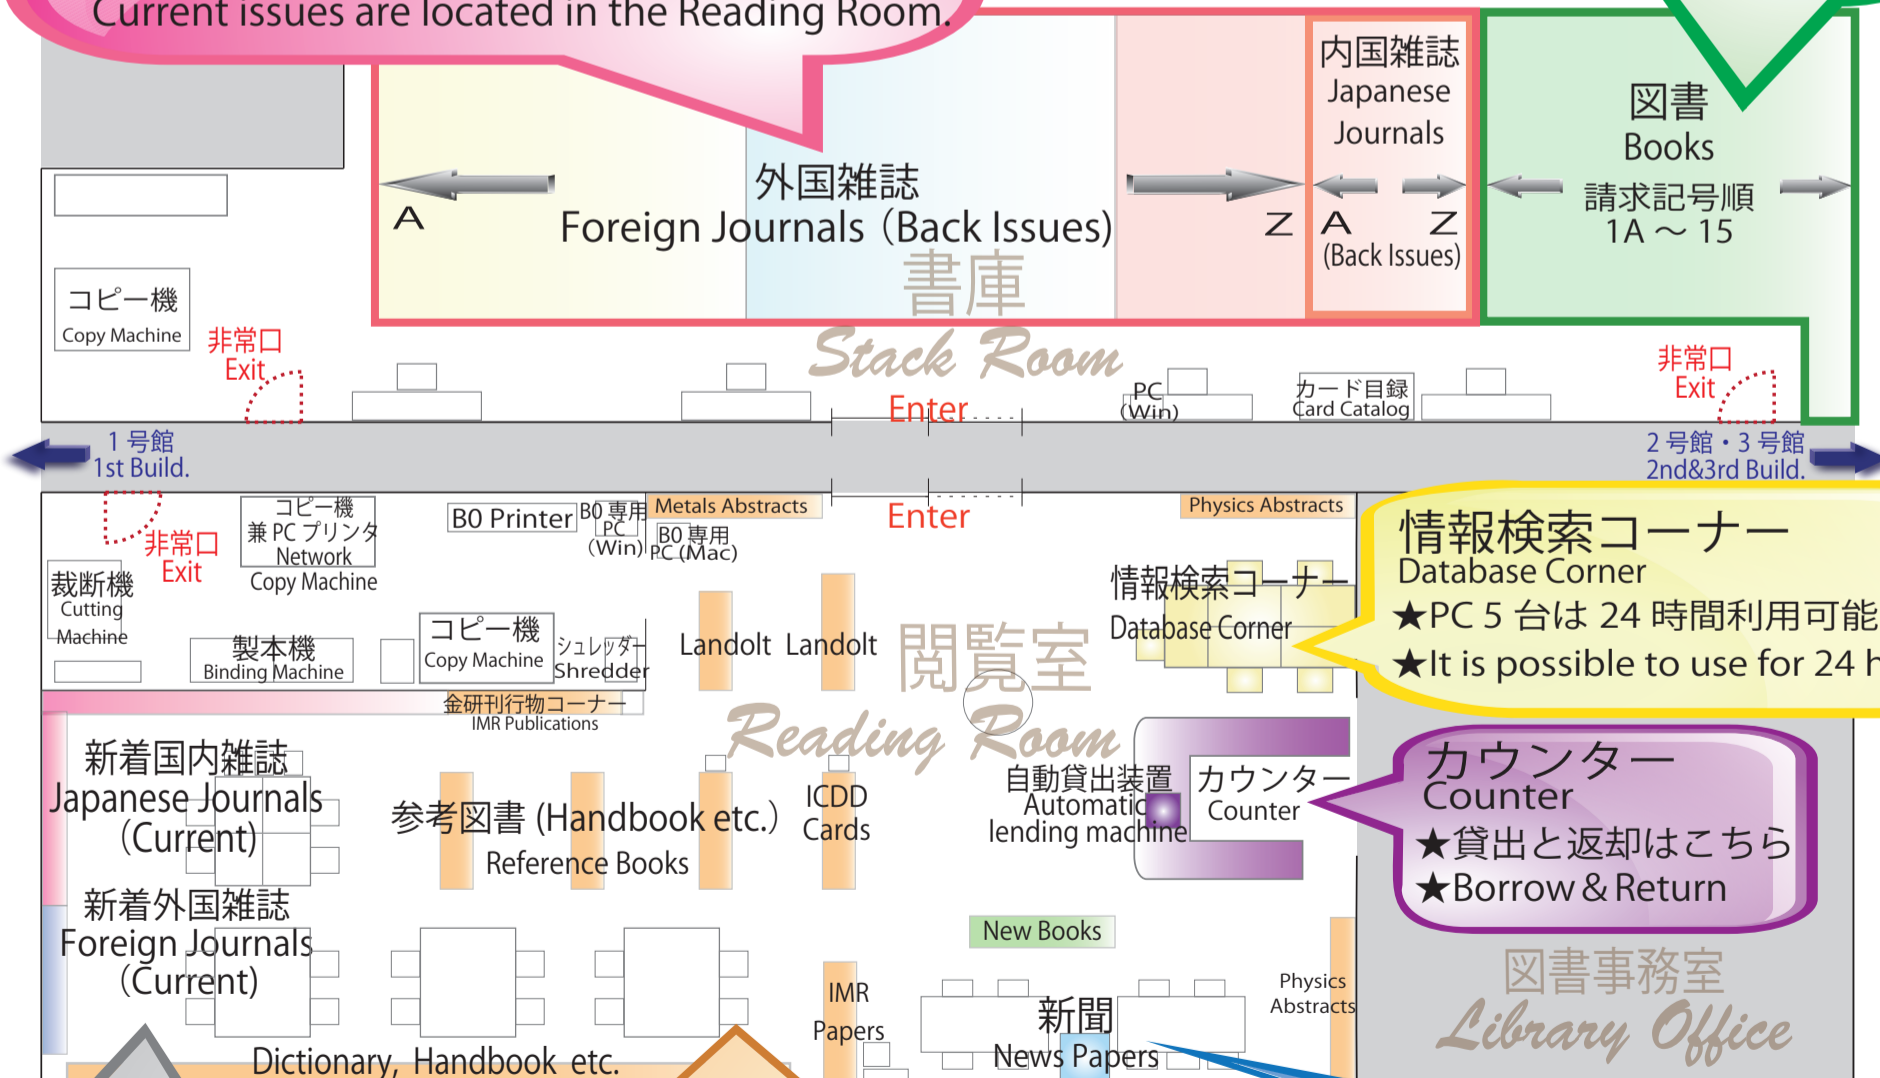 Current issues are located in the Reading Room.
内国雑誌
Japanese
Journals
図書
Books
外国雑誌
Foreign Journals (Back Issues)
A
Z
A
Z
(Back Issues)
請求記号順
1A ～ 15
書庫
Stack Room
コピー機
Copy Machine
非常口
Exit
Enter
PC
(Win)
カード目録
Card Catalog
非常口
Exit
1 号館
1st Build.
2 号館・3 号館
2nd&3rd Build.
コピー機
兼 PC プリンタ
Network
Copy Machine
B0 Printer
B0 専用
PC
(Win)
Metals Abstracts
B0 専用
PC (Mac)
Enter
Physics Abstracts
非常口
Exit
裁断機
Cutting
Machine
製本機
Binding Machine
コピー機
Copy Machine
シュレッダー
Shredder
Landolt
Landolt
閲覧室
Reading Room
情報検索コーナー
Database Corner
情報検索コーナー
Database Corner
★PC 5 台は 24 時間利用可能
★It is possible to use for 24 h
金研刊行物コーナー
IMR Publications
新着国内雑誌
Japanese Journals
(Current)
参考図書 (Handbook etc.)
Reference Books
ICDD
Cards
自動貸出装置
Automatic
lending machine
カウンター
Counter
カウンター
Counter
★貸出と返却はこちら
★Borrow & Return
新着外国雑誌
Foreign Journals
(Current)
New Books
IMR
Papers
新聞
News Papers
Physics
Abstracts
図書事務室
Library Office
Dictionary, Handbook etc.